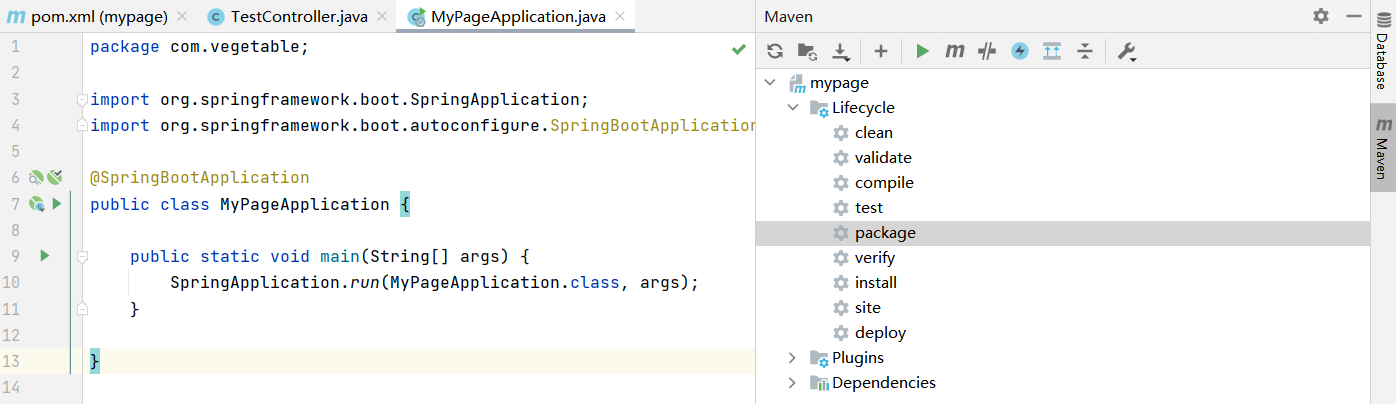 pom.xml (mypage)
TestController.java
MyPageApplication.java
1 package com.vegetable;
2
3 import org.springframework.boot.SpringApplication;
4 import org.springframework.boot.autoconfigure.SpringBootApplication
5
6 @SpringBootApplication
7 public class MyPageApplication {
8
9 public static void main(String[] args) {
10 SpringApplication.run(MyPageApplication.class, args);
11 }
12
13 }
14
Maven
mypage
Lifecycle
clean
validate
compile
test
package
verify
install
site
deploy
Plugins
Dependencies
Database
Maven